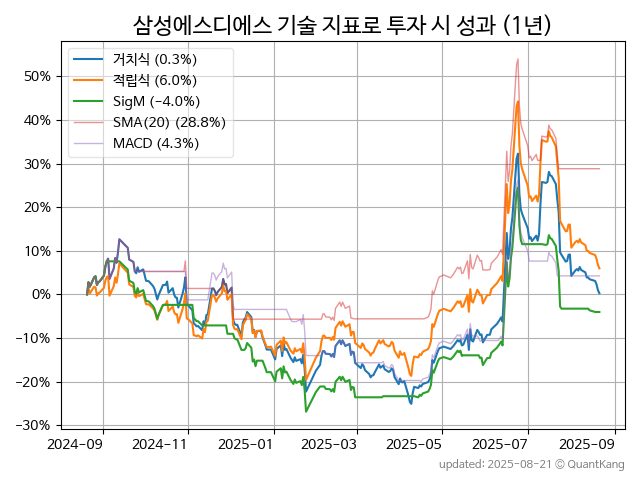 삼성에스디에스 기술 지표로 투자 시 성과 (1년)
거치식 (0.3%)
적립식 (6.0%)
SigM (−4.0%)
SMA(20) (28.8%)
MACD (4.3%)
50%
40%
30%
20%
10%
0%
−10%
−20%
−30%
2024-09
2024-11
2025-01
2025-03
2025-05
2025-07
2025-09
updated: 2025-08-21 © QuantKang